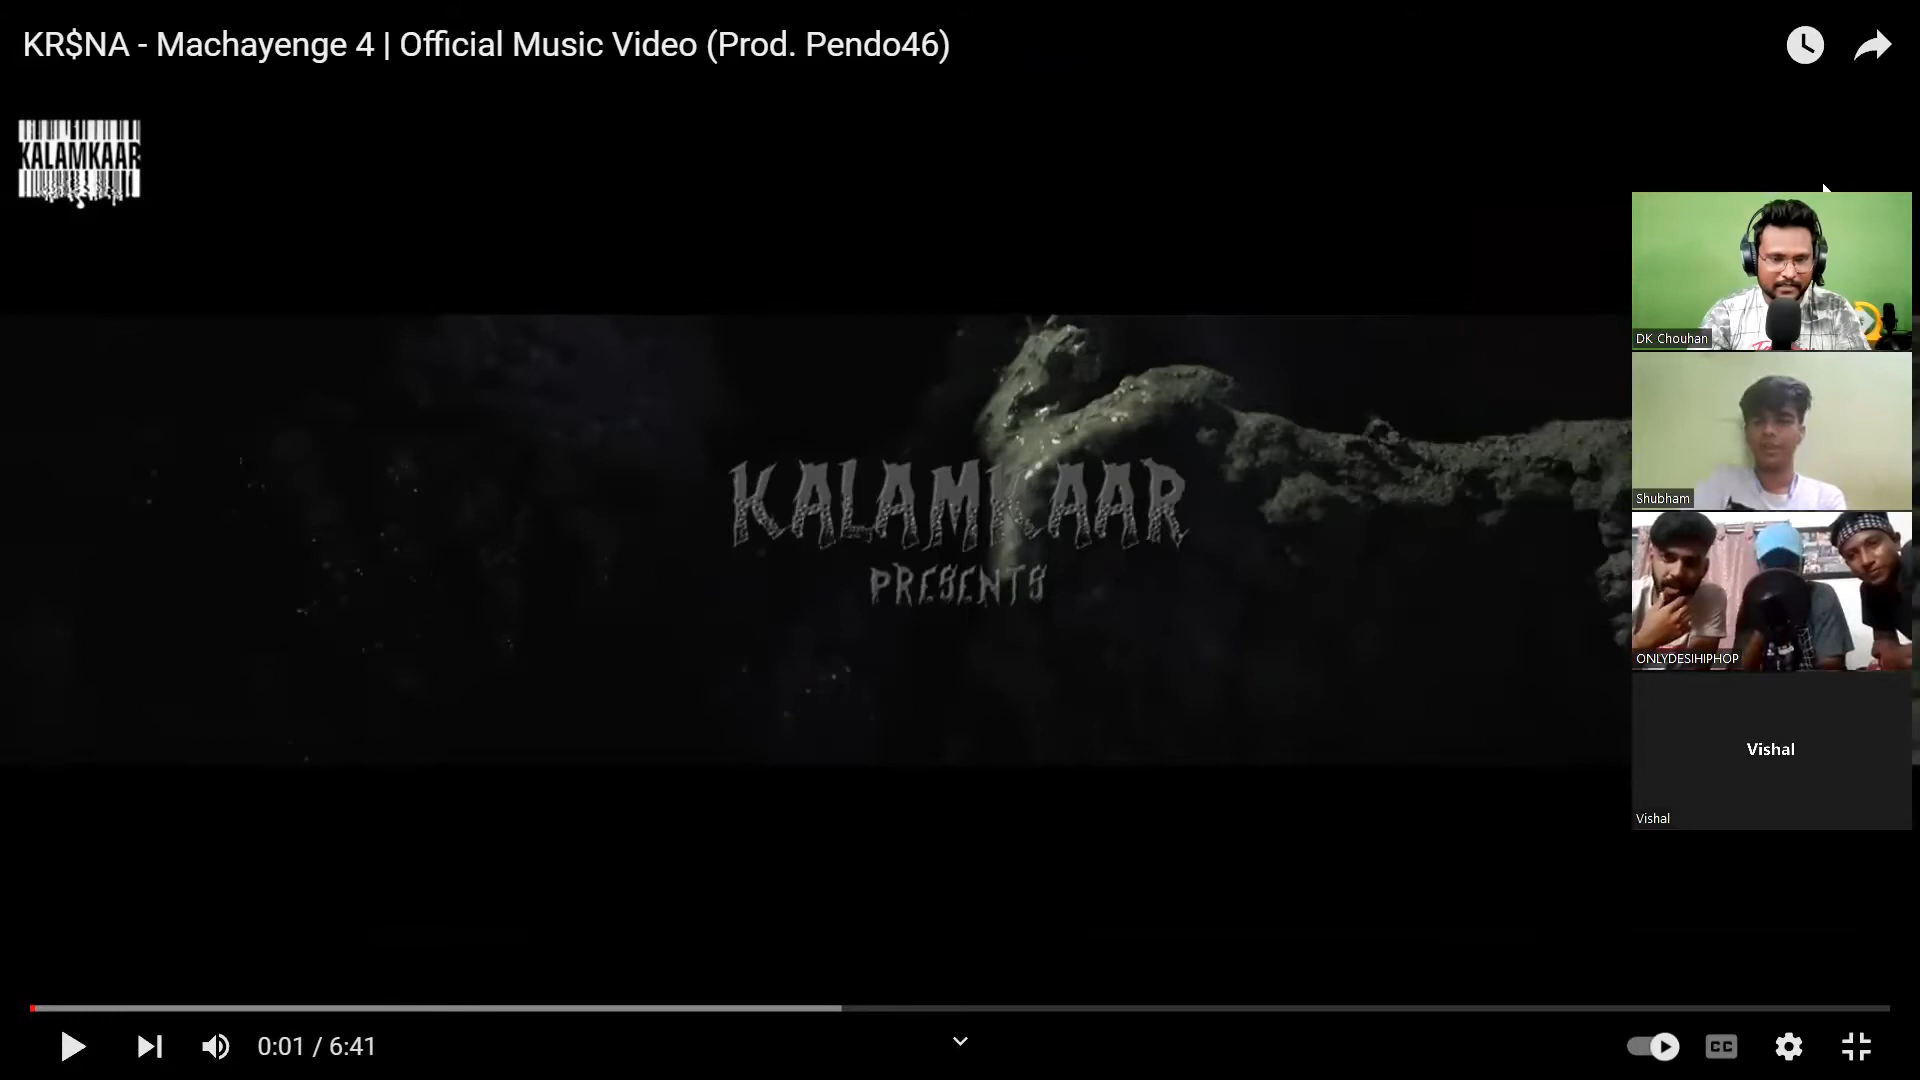 KR$NA - Machayenge 4 | Official Music Video (Prod. Pendo46)
KALAMKAAR
KALAMKAAR
PRESENTS
DK Chouhan
Shubham
ONLYDESIHIPHOP
Vishal
Vishal
0:01 / 6:41
CC